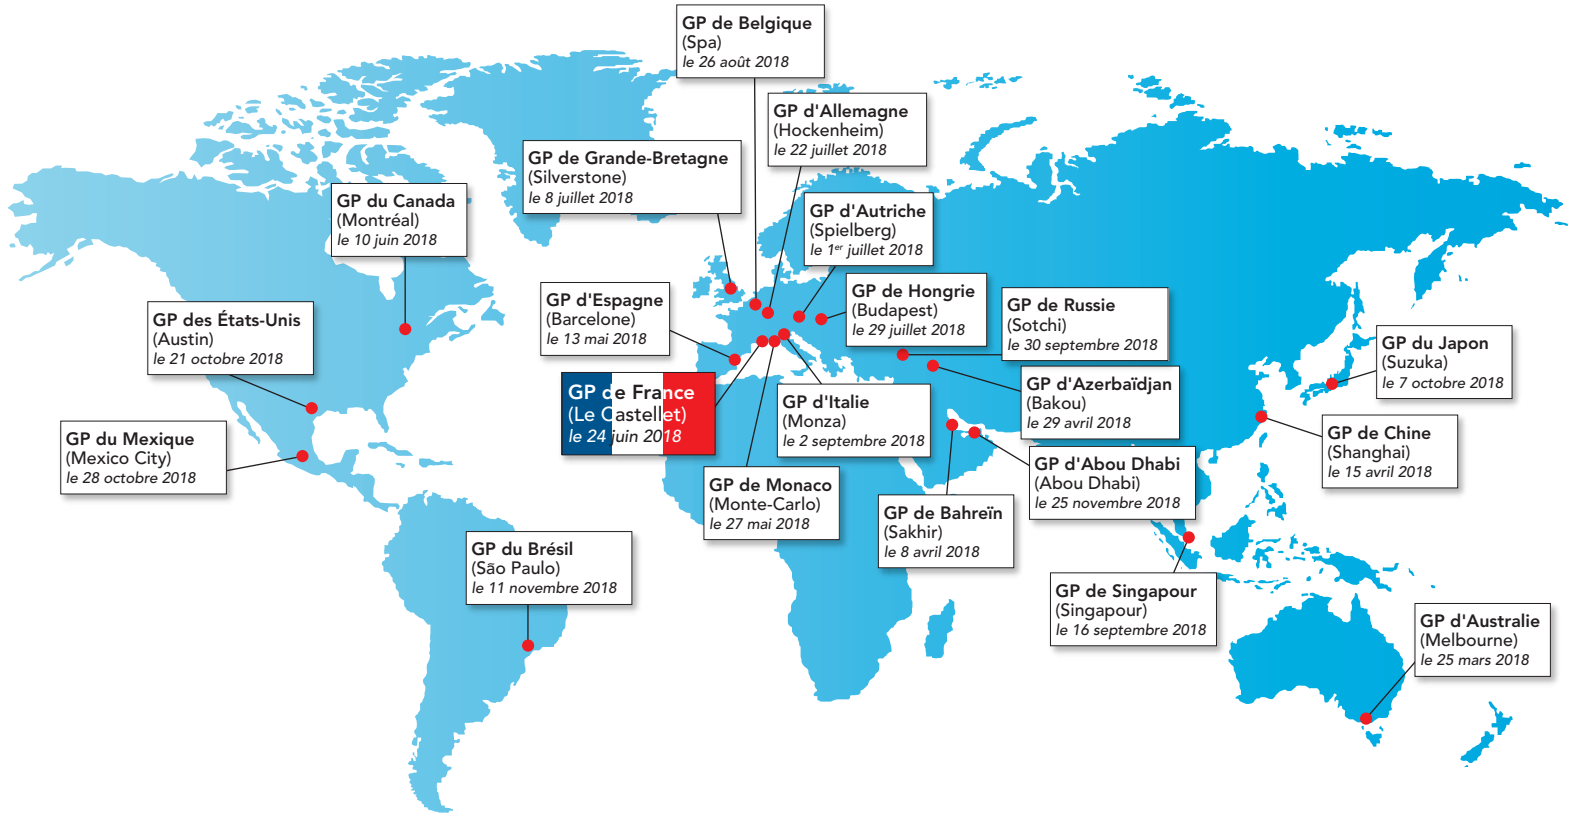 GP de Belgique
(Spa)
le 26 août 2018
GP d'Allemagne
(Hockenheim)
le 22 juillet 2018
GP de Grande-Bretagne
(Silverstone)
le 8 juillet 2018
GP du Canada
(Montréal)
le 10 juin 2018
GP d'Autriche
(Spielberg)
le 1er juillet 2018
GP d'Espagne
(Barcelone)
le 13 mai 2018
GP de Hongrie
(Budapest)
le 29 juillet 2018
GP de Russie
(Sotchi)
le 30 septembre 2018
GP des États-Unis
(Austin)
le 21 octobre 2018
GP du Japon
(Suzuka)
le 7 octobre 2018
GP de France
(Le Castellet)
le 24 juin 2018
GP d'Italie
(Monza)
le 2 septembre 2018
GP d'Azerbaïdjan
(Bakou)
le 29 avril 2018
GP du Mexique
(Mexico City)
le 28 octobre 2018
GP de Chine
(Shanghai)
le 15 avril 2018
GP d'Abou Dhabi
(Abou Dhabi)
le 25 novembre 2018
GP de Monaco
(Monte-Carlo)
le 27 mai 2018
GP de Bahreïn
(Sakhir)
le 8 avril 2018
GP du Brésil
(São Paulo)
le 11 novembre 2018
GP de Singapour
(Singapour)
le 16 septembre 2018
GP d'Australie
(Melbourne)
le 25 mars 2018